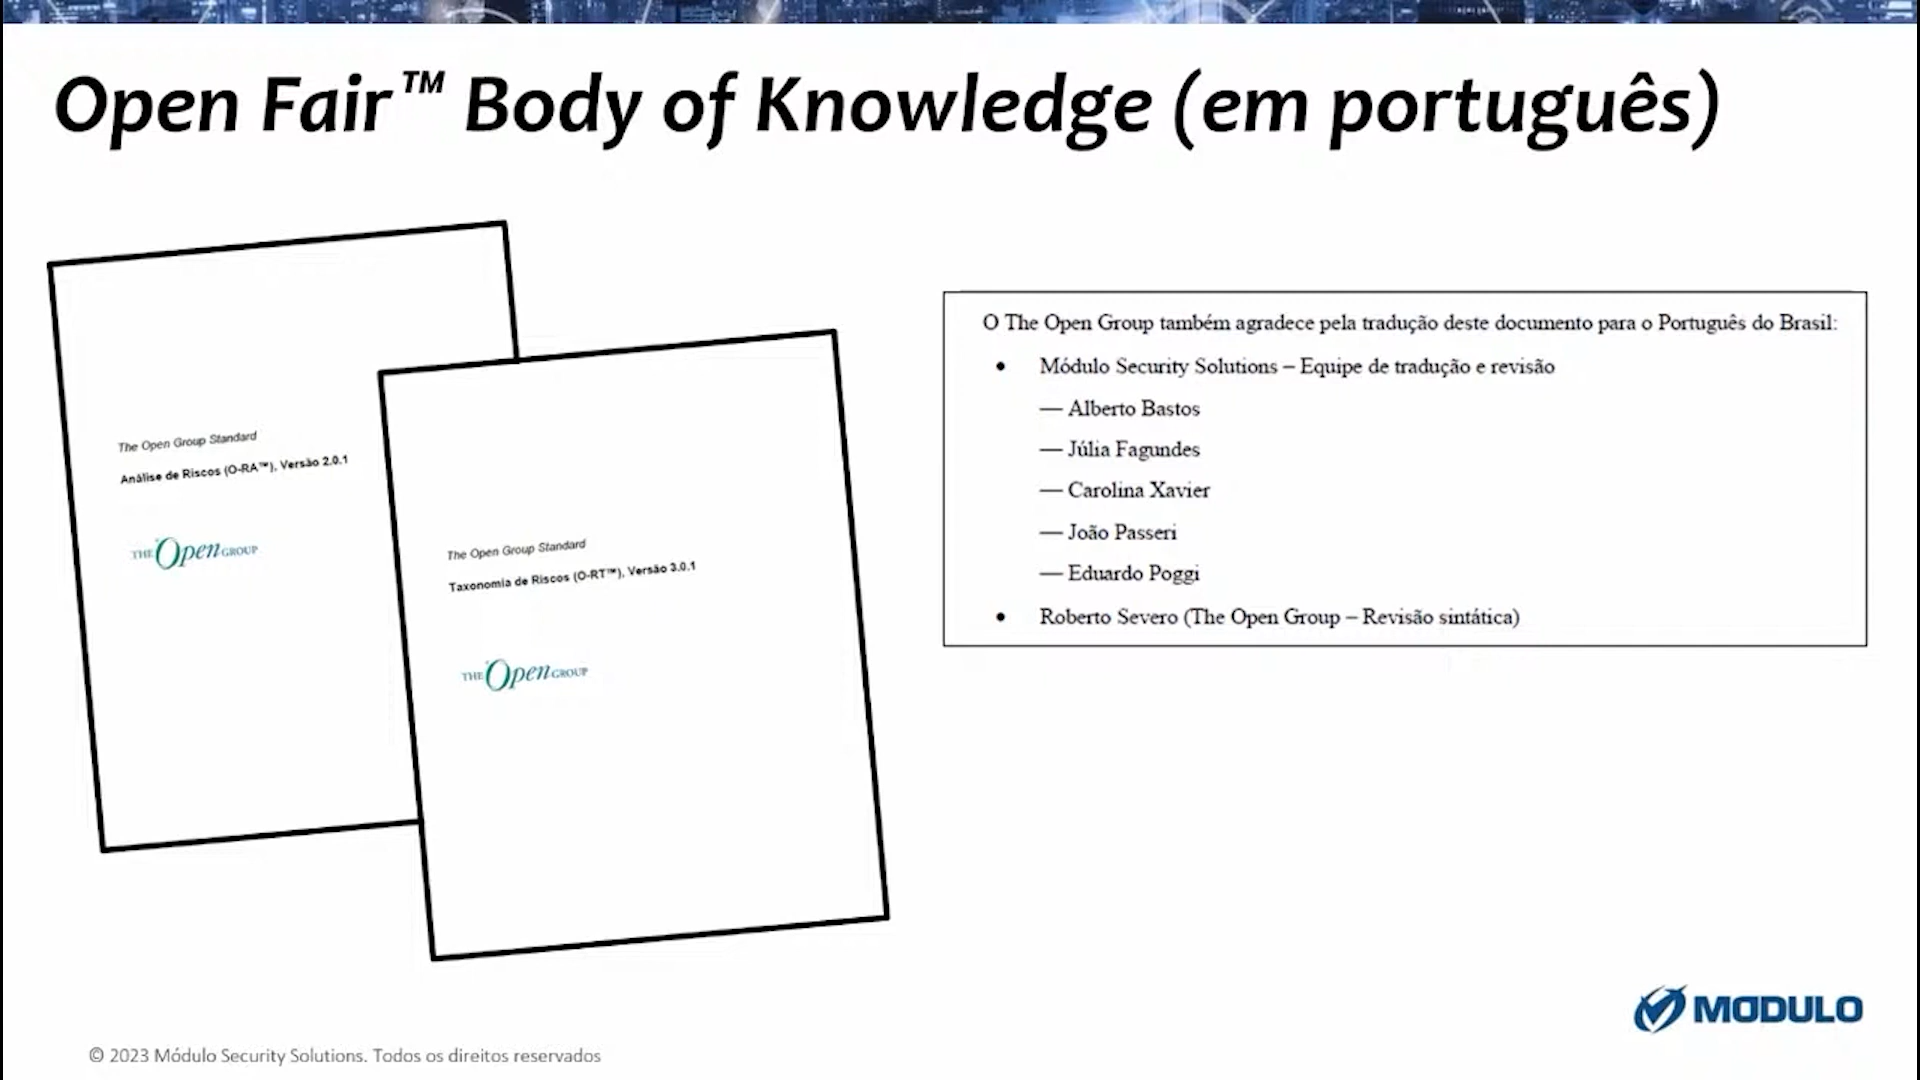 Open Fair™ Body of Knowledge (em português)
The Open Group Standard
Análise de Riscos (O-RA™), Versão 2.0.1
THE Open GROUP
The Open Group Standard
Taxonomia de Riscos (O-RT™), Versão 3.0.1
THE Open GROUP
O The Open Group também agradece pela tradução deste documento para o Português do Brasil:
• Módulo Security Solutions – Equipe de tradução e revisão
— Alberto Bastos
— Júlia Fagundes
— Carolina Xavier
— João Passeri
— Eduardo Poggi
• Roberto Severo (The Open Group – Revisão sintática)
MODULO
© 2023 Módulo Security Solutions. Todos os direitos reservados